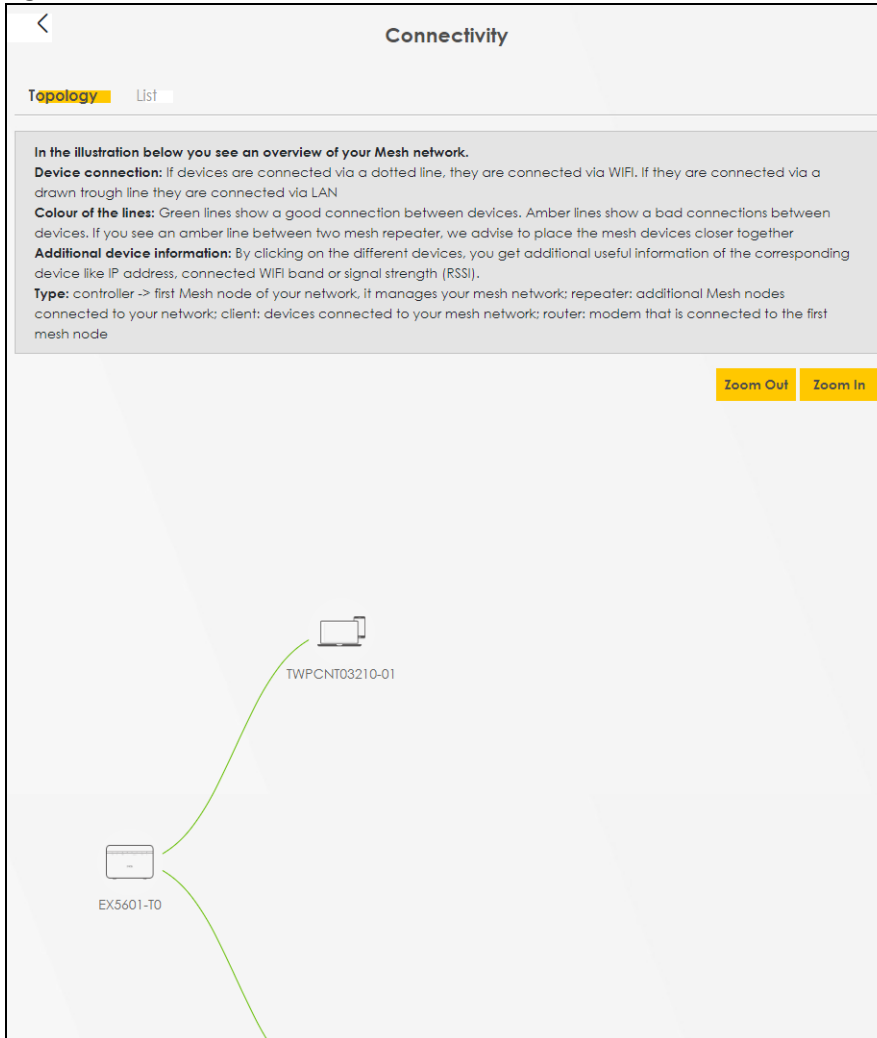 Connectivity
Topology List
In the illustration below you see an overview of your Mesh network.
Device connection: If devices are connected via a dotted line, they are connected via WIFI. If they are connected via a
drawn trough line they are connected via LAN
Colour of the lines: Green lines show a good connection between devices. Amber lines show a bad connections between
devices. If you see an amber line between two mesh repeater, we advise to place the mesh devices closer together
Additional device information: By clicking on the different devices, you get additional useful information of the corresponding
device like IP address, connected WIFI band or signal strength (RSSI).
Type: controller -> first Mesh node of your network, it manages your mesh network; repeater: additional Mesh nodes
connected to your network; client: devices connected to your mesh network; router: modem that is connected to the first
mesh node
Zoom Out Zoom In
TWPCNT03210-01
EX5601-T0